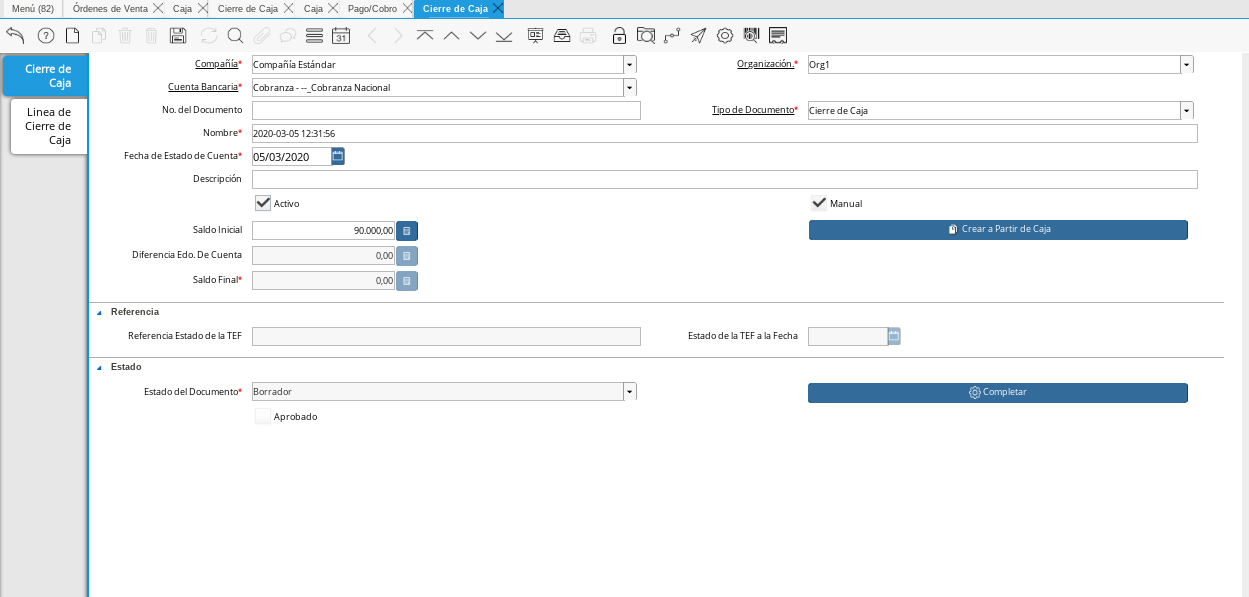 Menú (82) Órdenes de Venta Caja Cierre de Caja Caja Pago/Cobro Cierre de Caja
31
Cierre de
Caja
Linea de
Cierre de
Caja
Compañía* Compañía Estándar Organización.* Org1
Cuenta Bancaria* Cobranza - --_Cobranza Nacional
No. del Documento Tipo de Documento* Cierre de Caja
Nombre* 2020-03-05 12:31:56
Fecha de Estado de Cuenta* 05/03/2020
Descripción
Activo Manual
Saldo Inicial 90.000,00 Crear a Partir de Caja
Diferencia Edo. De Cuenta 0,00
Saldo Final* 0,00
Referencia
Referencia Estado de la TEF Estado de la TEF a la Fecha
Estado
Estado del Documento* Borrador Completar
Aprobado